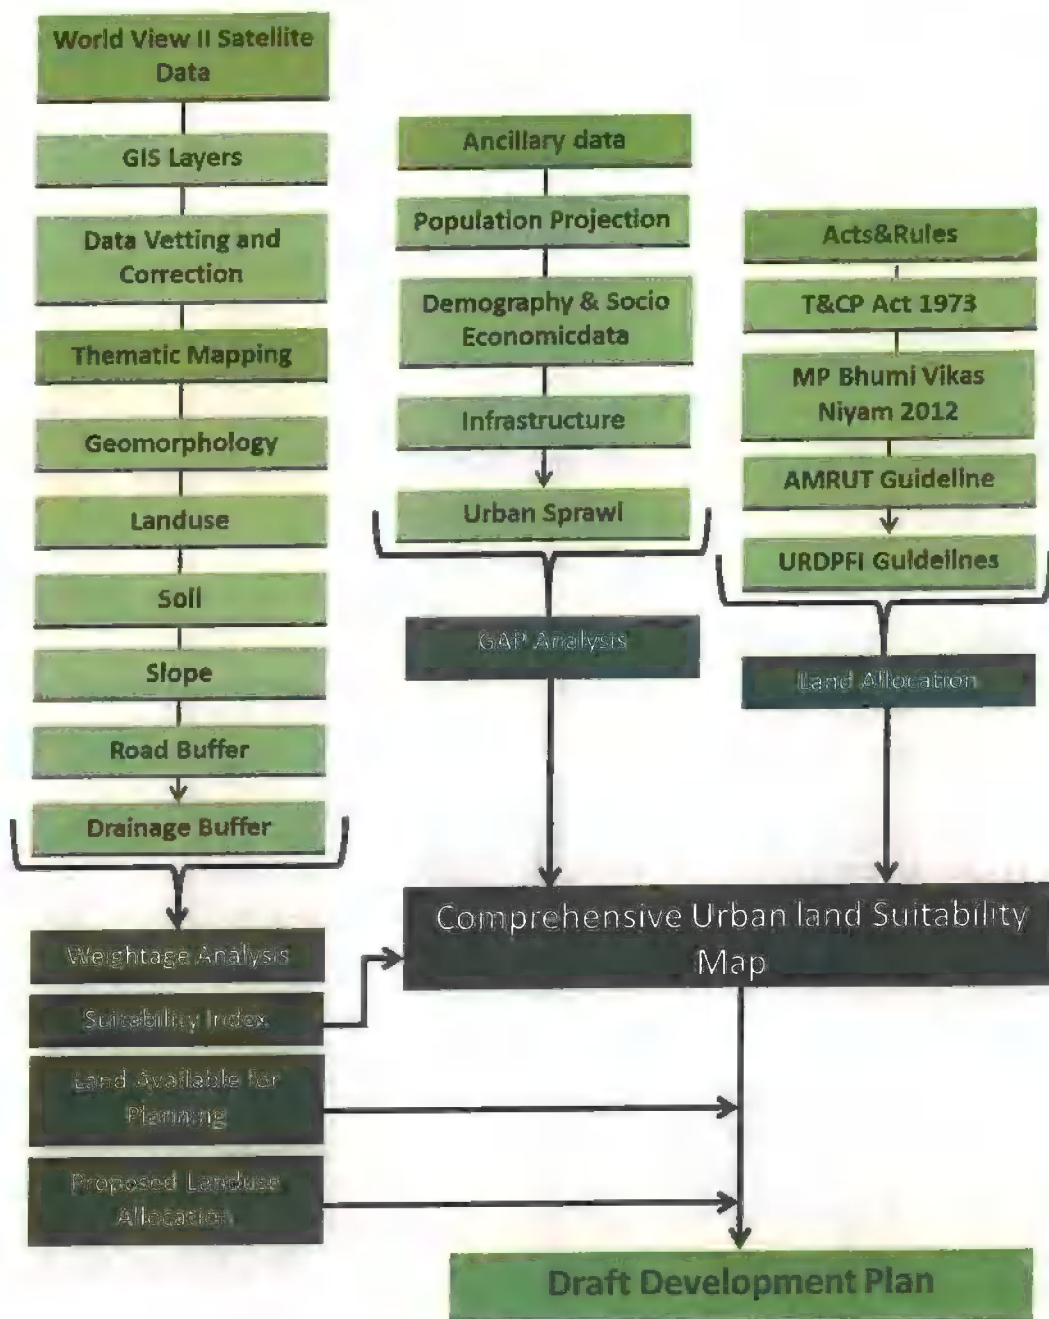 World View II Satellite
Data
GIS Layers
Data Vetting and
Correction
Thematic Mapping
Geomorphology
Landuse
Soil
Slope
Road Buffer
Drainage Buffer
Weightage Analysis
Suitability Index
Land Available for
Planning
Proposed Landuse
Allocation
Ancillary data
Population Projection
Demography & Socio
Economicdata
Infrastructure
Urban Sprawl
GAP Analysis
Acts&Rules
T&CP Act 1973
MP Bhumi Vikas
Niyam 2012
AMRUT Guideline
URDPFI Guidelines
Land Allocation
Comprehensive Urban land Suitability
Map
Draft Development Plan